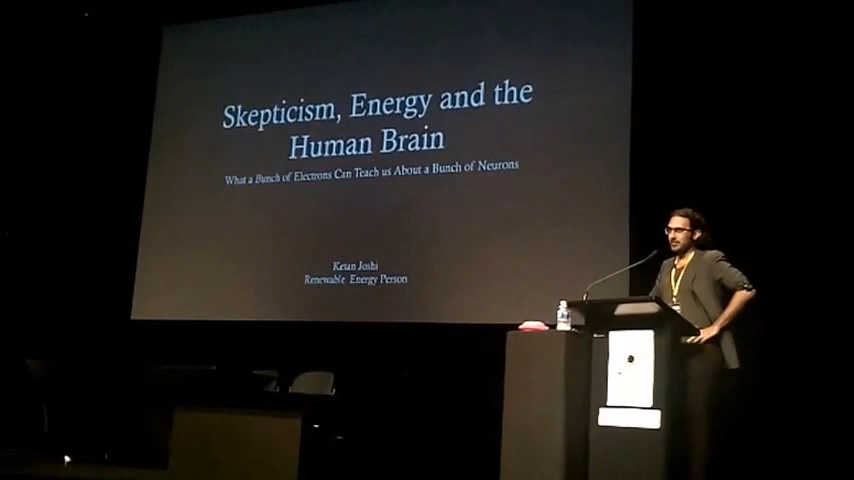 Skepticism, Energy and the
Human Brain
What a Bunch of Electrons Can Teach us About a Bunch of Neurons
Ketan Joshi
Renewable Energy Person